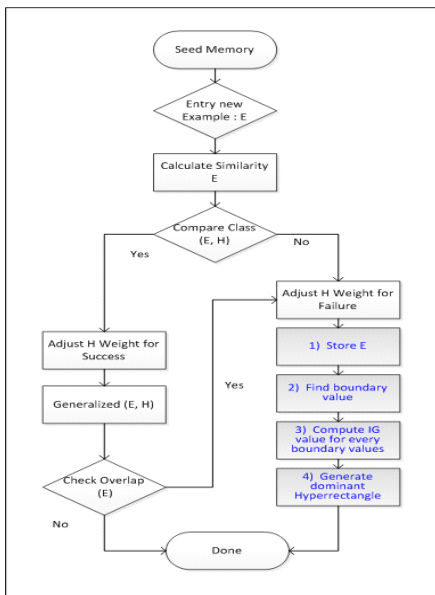 Seed Memory
Entry new
Example : E
Calculate Similarity
E
Compare Class
(E, H)
Yes
No
Adjust H Weight for
Success
Generalized (E, H)
Check Overlap
(E)
No
Yes
Adjust H Weight for
Failure
1) Store E
2) Find boundary
value
3) Compute IG
value for every
boundary values
4) Generate
dominant
Hyperrectangle
Done